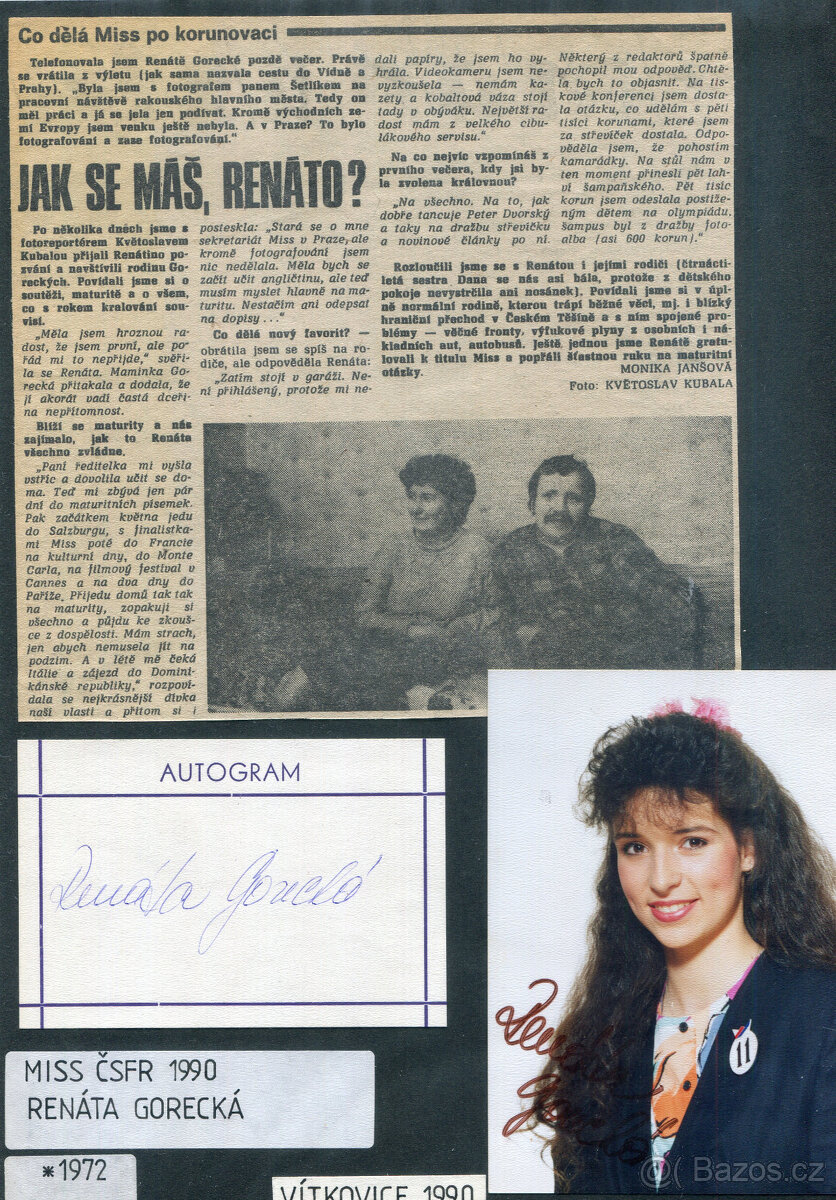 Co dělá Miss po korunovaci
Telefonovala jsem Renátě Gorecké pozdě večer. Právě
se vrátila z výletu (jak sama nazvala cestu do Vídně a
Prahy). „Byla jsem s fotografem panem Šetlíkem na
pracovní návštěvě rakouského hlavního města. Tedy on
měl práci a já se jela jen podívat. Kromě východních ze-
mí Evropy jsem venku ještě nebyla. A v Praze? To bylo
fotografování a zase fotografování.“
JAK SE MÁŠ, RENÁTO?
Po několika dnech jsme s
fotoreportérem Květoslavem
Kubalou přijali Renátino po-
zvání a navštívili rodinu Go-
reckých. Povídali jsme si o
soutěži, maturitě a o všem,
co s rokem kralování sou-
visí.
„Měla jsem hroznou ra-
dost, že jsem první, ale po-
řád mi to nepřijde,“ svěři-
la se Renáta. Maminka Go-
recká přitakala a dodala, že
jí akorát vadí častá dceři-
na nepřítomnost.
Blíží se maturity a nás
zajímalo, jak to Renáta
všechno zvládne.
„Paní ředitelka mi vyšla
vstříc a dovolila učit se do-
ma. Teď mi zbývá jen pár
dní do maturitních písemek.
Pak začátkem května jedu
do Salzburgu, s finalistka-
mi Miss poté do Francie
na kulturní dny, do Monte
Carla, na filmový festival v
Cannes a na dva dny do
Paříže. Přijedu domů tak tak
na maturity, zopakuji si
všechno a půjdu ke zkouš-
ce z dospělosti. Mám strach,
jen abych nemusela jít na
podzim. A v létě mě čeká
Itálie a zájezd do Domini-
kánské republiky,“ rozpoví-
dala se nejkrásnější dívka
naší vlasti a přitom si i
posteskla: „Stará se o mne
sekretariát Miss v Praze, ale
kromě fotografování jsem
nic nedělala. Měla bych se
začít učit angličtinu, ale teď
musím myslet hlavně na ma-
turitu. Nestačím ani odepsat
na dopisy . . .“
Co dělá nový favorit? —
obrátila jsem se spíš na ro-
diče, ale odpověděla Renáta:
„Zatím stojí v garáži. Ne-
ní přihlášený, protože mi ne-
dali papíry, že jsem ho vy-
hrála. Videokameru jsem ne-
vyzkoušela — nemám ka-
zety a kobaltová váza stojí
tady v obýváku. Největší ra-
dost mám z velkého cibu-
lákového servisu.“
Na co nejvíc vzpomínáš z
prvního večera, kdy jsi by-
la zvolena královnou?
„Na všechno. Na to, jak
dobře tancuje Peter Dvorský
a taky na dražbu střevíčku
a novinové články po ní.
Některý z redaktorů špatně
pochopil mou odpověď. Chtě-
la bych to objasnit. Na tis-
kové konferenci jsem dosta-
la otázku, co udělám s pěti
tisíci korunami, které jsem
za střevíček dostala. Odpo-
věděla jsem, že pohostím
kamarádky. Na stůl nám v
ten moment přinesli pět lah-
ví šampaňského. Pět tisíc
korun jsem odeslala postiže-
ným dětem na olympiádu,
šampus byl z dražby foto-
alba (asi 600 korun).“
Rozloučili jsme se s Renátou i jejími rodiči (čtrnácti-
letá sestra Dana se nás asi bála, protože z dětského
pokoje nevystrčila ani nosánek). Povídali jsme si v úpl-
ně normální rodině, kterou trápí běžné věci, mj. i blízký
hraniční přechod v Českém Těšíně a s ním spojené pro-
blémy — věčné fronty, výfukové plyny z osobních i ná-
kladních aut, autobusů. Ještě jednou jsme Renátě gratu-
lovali k titulu Miss a popřáli šťastnou ruku na maturitní
otázky.
MONIKA JANŠOVÁ
Foto: KVĚTOSLAV KUBALA
AUTOGRAM
Renáta Gorecká
MISS ČSFR 1990
RENÁTA GORECKÁ
*1972
VÍTKOVICE 1990
Renáta
Gorecká
11
Bazos.cz